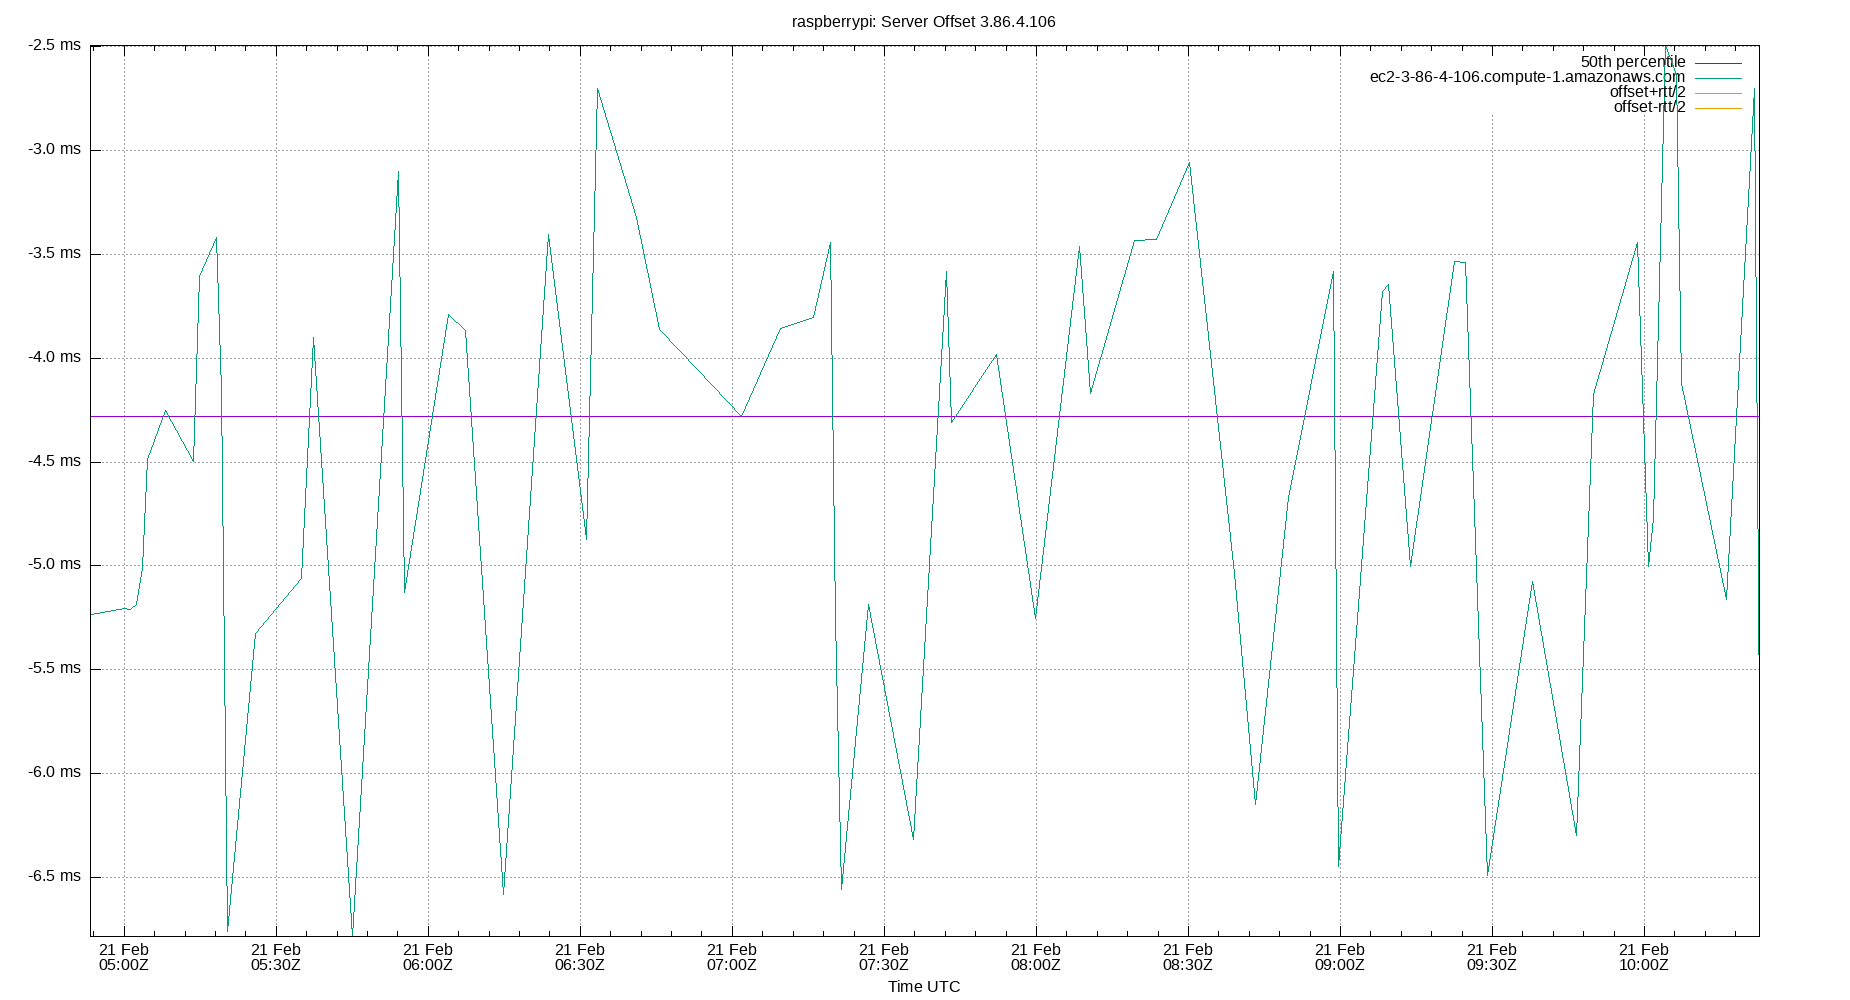 raspberrypi: Server Offset 3.86.4.106
-2.5 ms
50th percentile
ec2-3-86-4-106.compute-1.amazonaws.com
offset+rtt/2
offset-rtt/2
-3.0 ms
-3.5 ms
-4.0 ms
-4.5 ms
-5.0 ms
-5.5 ms
-6.0 ms
-6.5 ms
21 Feb 21 Feb 21 Feb 21 Feb 21 Feb 21 Feb 21 Feb 21 Feb 21 Feb 21 Feb 21 Feb
05:00Z 05:30Z 06:00Z 06:30Z 07:00Z 07:30Z 08:00Z 08:30Z 09:00Z 09:30Z 10:00Z
Time UTC